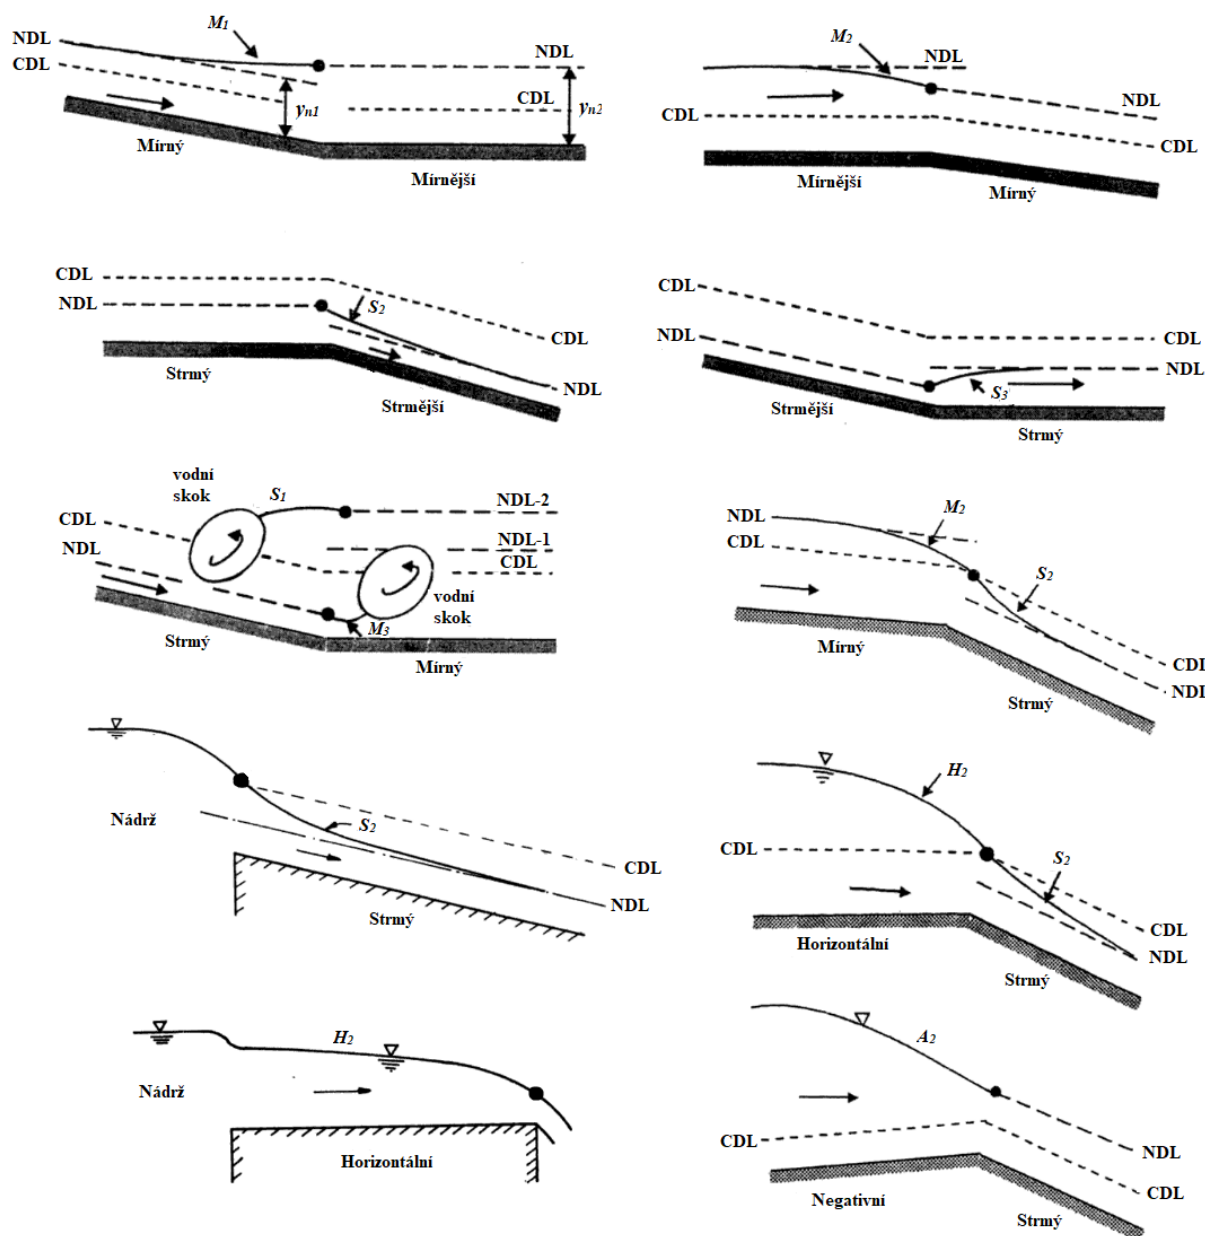 M₁
NDL
CDL
NDL
CDL
yₙ₁
yₙ₂
Mírný
Mírnější
M₂
NDL
NDL
CDL
CDL
Mírnější
Mírný
CDL
NDL
S₂
CDL
NDL
Strmý
Strmější
CDL
NDL
CDL
NDL
S₃
Strmější
Strmý
vodní
skok
S₁
NDL-2
CDL
NDL-1
NDL
CDL
vodní
skok
M₃
Strmý
Mírný
M₂
NDL
CDL
S₂
CDL
NDL
Mírný
Strmý
Nádrž
S₂
CDL
NDL
Strmý
H₂
CDL
S₂
CDL
NDL
Horizontální
Strmý
H₂
Nádrž
Horizontální
A₂
CDL
NDL
CDL
Negativní
Strmý